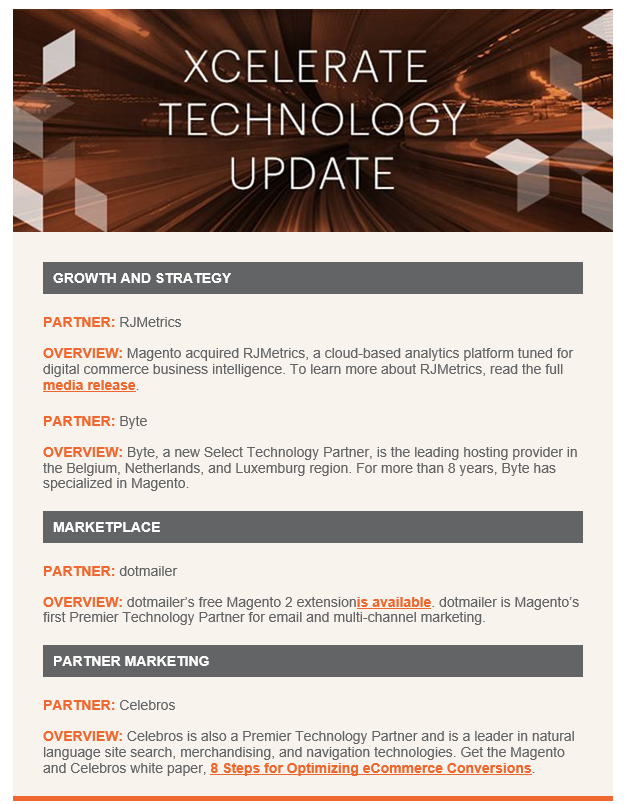 XCELERATE
TECHNOLOGY
UPDATE
GROWTH AND STRATEGY
PARTNER: RJMetrics
OVERVIEW: Magento acquired RJMetrics, a cloud-based analytics platform tuned for
digital commerce business intelligence. To learn more about RJMetrics, read the full
media release.
PARTNER: Byte
OVERVIEW: Byte, a new Select Technology Partner, is the leading hosting provider in
the Belgium, Netherlands, and Luxemburg region. For more than 8 years, Byte has
specialized in Magento.
MARKETPLACE
PARTNER: dotmailer
OVERVIEW: dotmailer’s free Magento 2 extensionis available. dotmailer is Magento’s
first Premier Technology Partner for email and multi-channel marketing.
PARTNER MARKETING
PARTNER: Celebros
OVERVIEW: Celebros is also a Premier Technology Partner and is a leader in natural
language site search, merchandising, and navigation technologies. Get the Magento
and Celebros white paper, 8 Steps for Optimizing eCommerce Conversions.